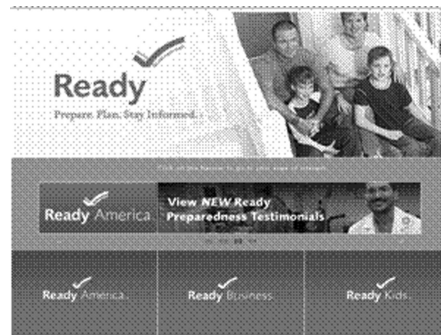 Ready
Prepare. Plan. Stay Informed.
Click on the banner to go to your area of interest.
Ready America
View NEW Ready
Preparedness Testimonials
Ready America.
Ready Business.
Ready Kids.